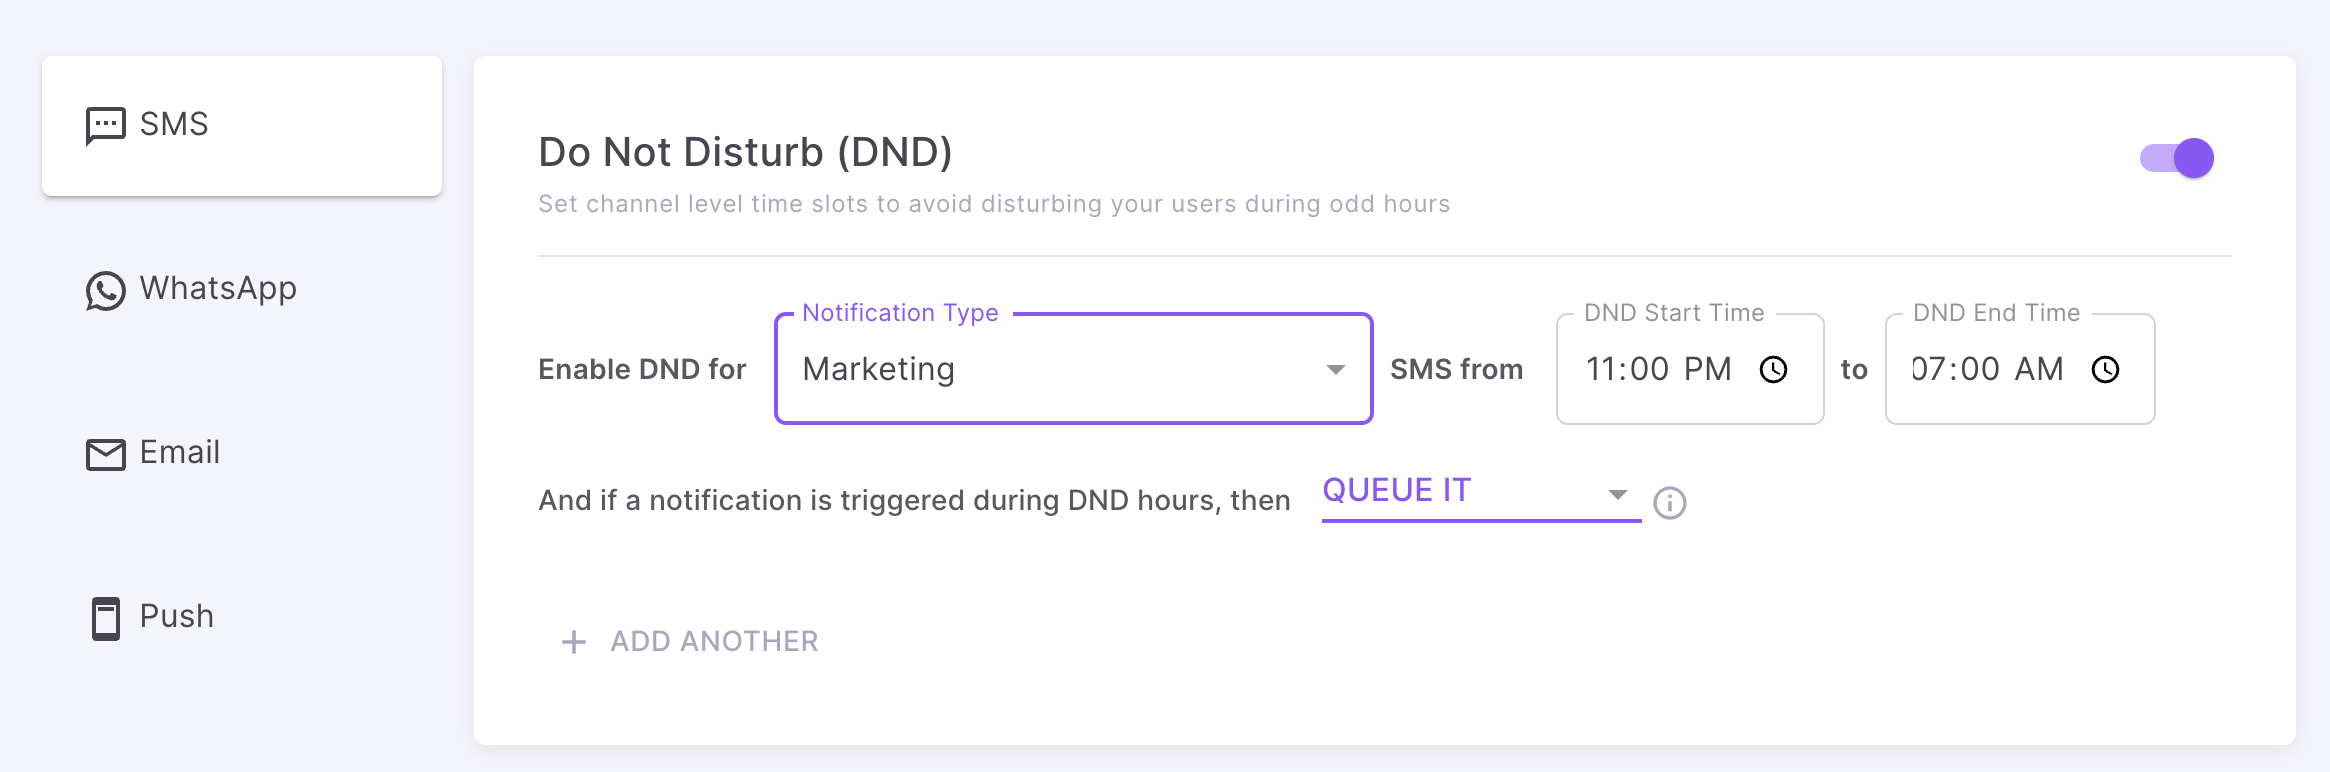 SMS
WhatsApp
Email
Push
Do Not Disturb (DND)
Set channel level time slots to avoid disturbing your users during odd hours
Notification Type
DND Start Time
DND End Time
Enable DND for Marketing SMS from 11:00 PM to 07:00 AM
And if a notification is triggered during DND hours, then QUEUE IT
+ ADD ANOTHER